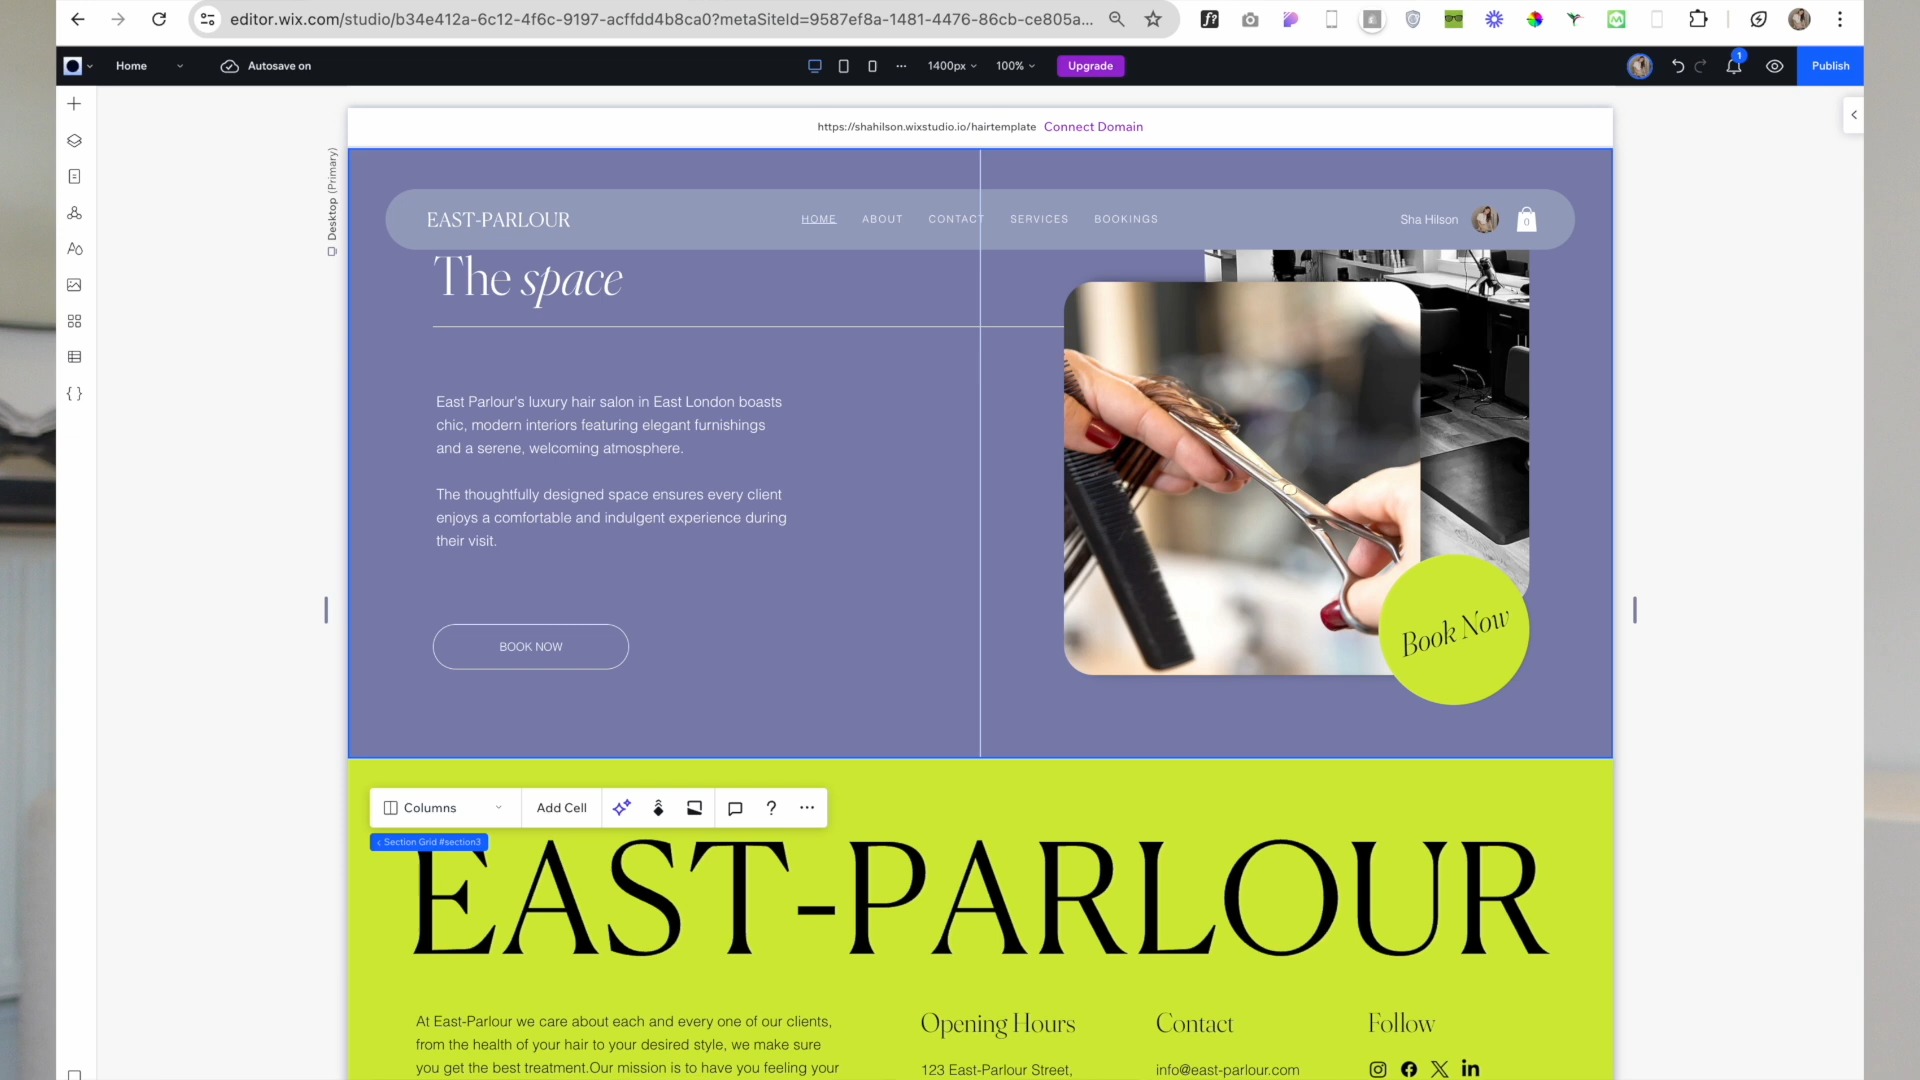 editor.wix.com/studio/b34e412a-6c12-4f6c-9197-acffdd4b8ca0?metaSiteId=9587ef8a-1481-4476-86cb-ce805a...
Home
Autosave on
1400px
100%
Upgrade
1
Publish
https://shahilson.wixstudio.io/hairtemplate Connect Domain
Desktop (Primary)
EAST-PARLOUR
HOME
ABOUT
CONTACT
SERVICES
BOOKINGS
Sha Hilson
0
The space
East Parlour's luxury hair salon in East London boasts
chic, modern interiors featuring elegant furnishings
and a serene, welcoming atmosphere.
The thoughtfully designed space ensures every client
enjoys a comfortable and indulgent experience during
their visit.
BOOK NOW
Book Now
Columns
Add Cell
?
< Section Grid #section3
EAST-PARLOUR
At East-Parlour we care about each and every one of our clients,
from the health of your hair to your desired style, we make sure
you get the best treatment.Our mission is to have you feeling your
Opening Hours
123 East-Parlour Street,
Contact
info@east-parlour.com
Follow